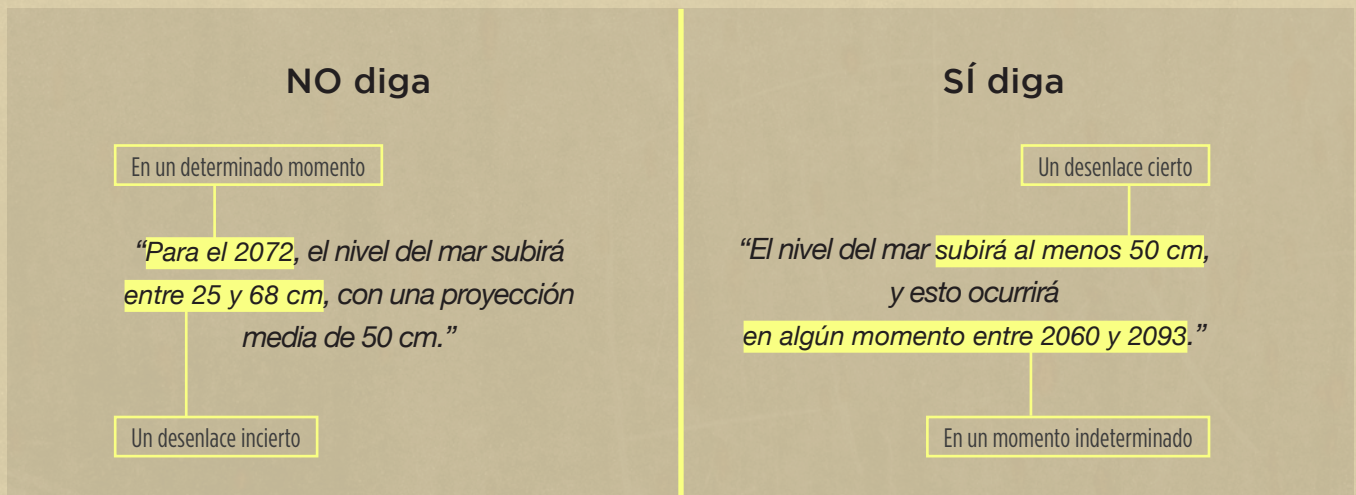 NO diga
En un determinado momento
“Para el 2072, el nivel del mar subirá
entre 25 y 68 cm, con una proyección
media de 50 cm.”
Un desenlace incierto
SÍ diga
Un desenlace cierto
“El nivel del mar subirá al menos 50 cm,
y esto ocurrirá
en algún momento entre 2060 y 2093.”
En un momento indeterminado